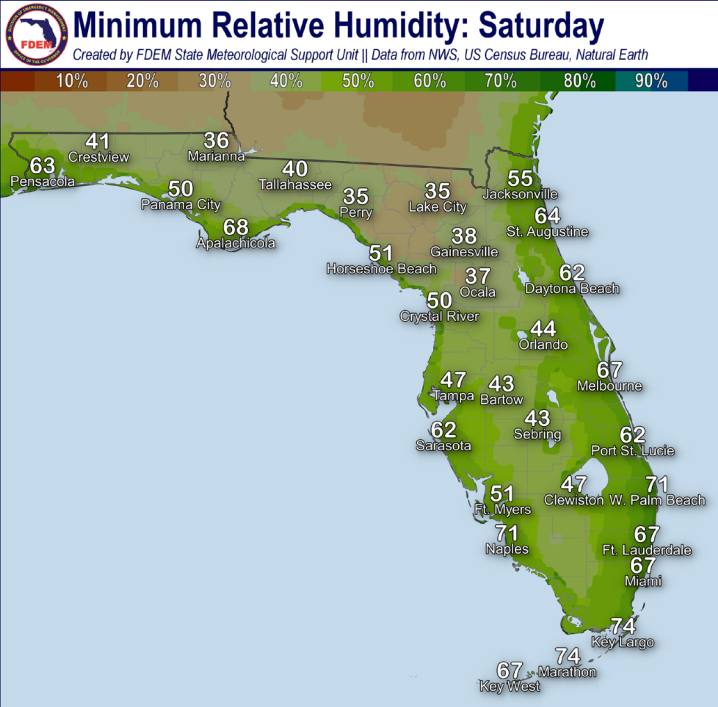 DIVISION OF EMERGENCY MANAGEMENT
FDEM
Minimum Relative Humidity: Saturday
Created by FDEM State Meteorological Support Unit || Data from NWS, US Census Bureau, Natural Earth
10% 20% 30% 40% 50% 60% 70% 80% 90%
41
Crestview
36
Marianna
63
Pensacola
40
Tallahassee
50
Panama City
35
Perry
35
Lake City
55
Jacksonville
68
Apalachicola
64
St. Augustine
38
Gainesville
51
Horseshoe Beach
37
Ocala
62
Daytona Beach
50
Crystal River
44
Orlando
67
Melbourne
47
Tampa
43
Bartow
43
Sebring
62
Sarasota
62
Port St. Lucie
51
Ft. Myers
47
Clewiston
71
W. Palm Beach
71
Naples
67
Ft. Lauderdale
67
Miami
74
Key Largo
74
Marathon
67
Key West